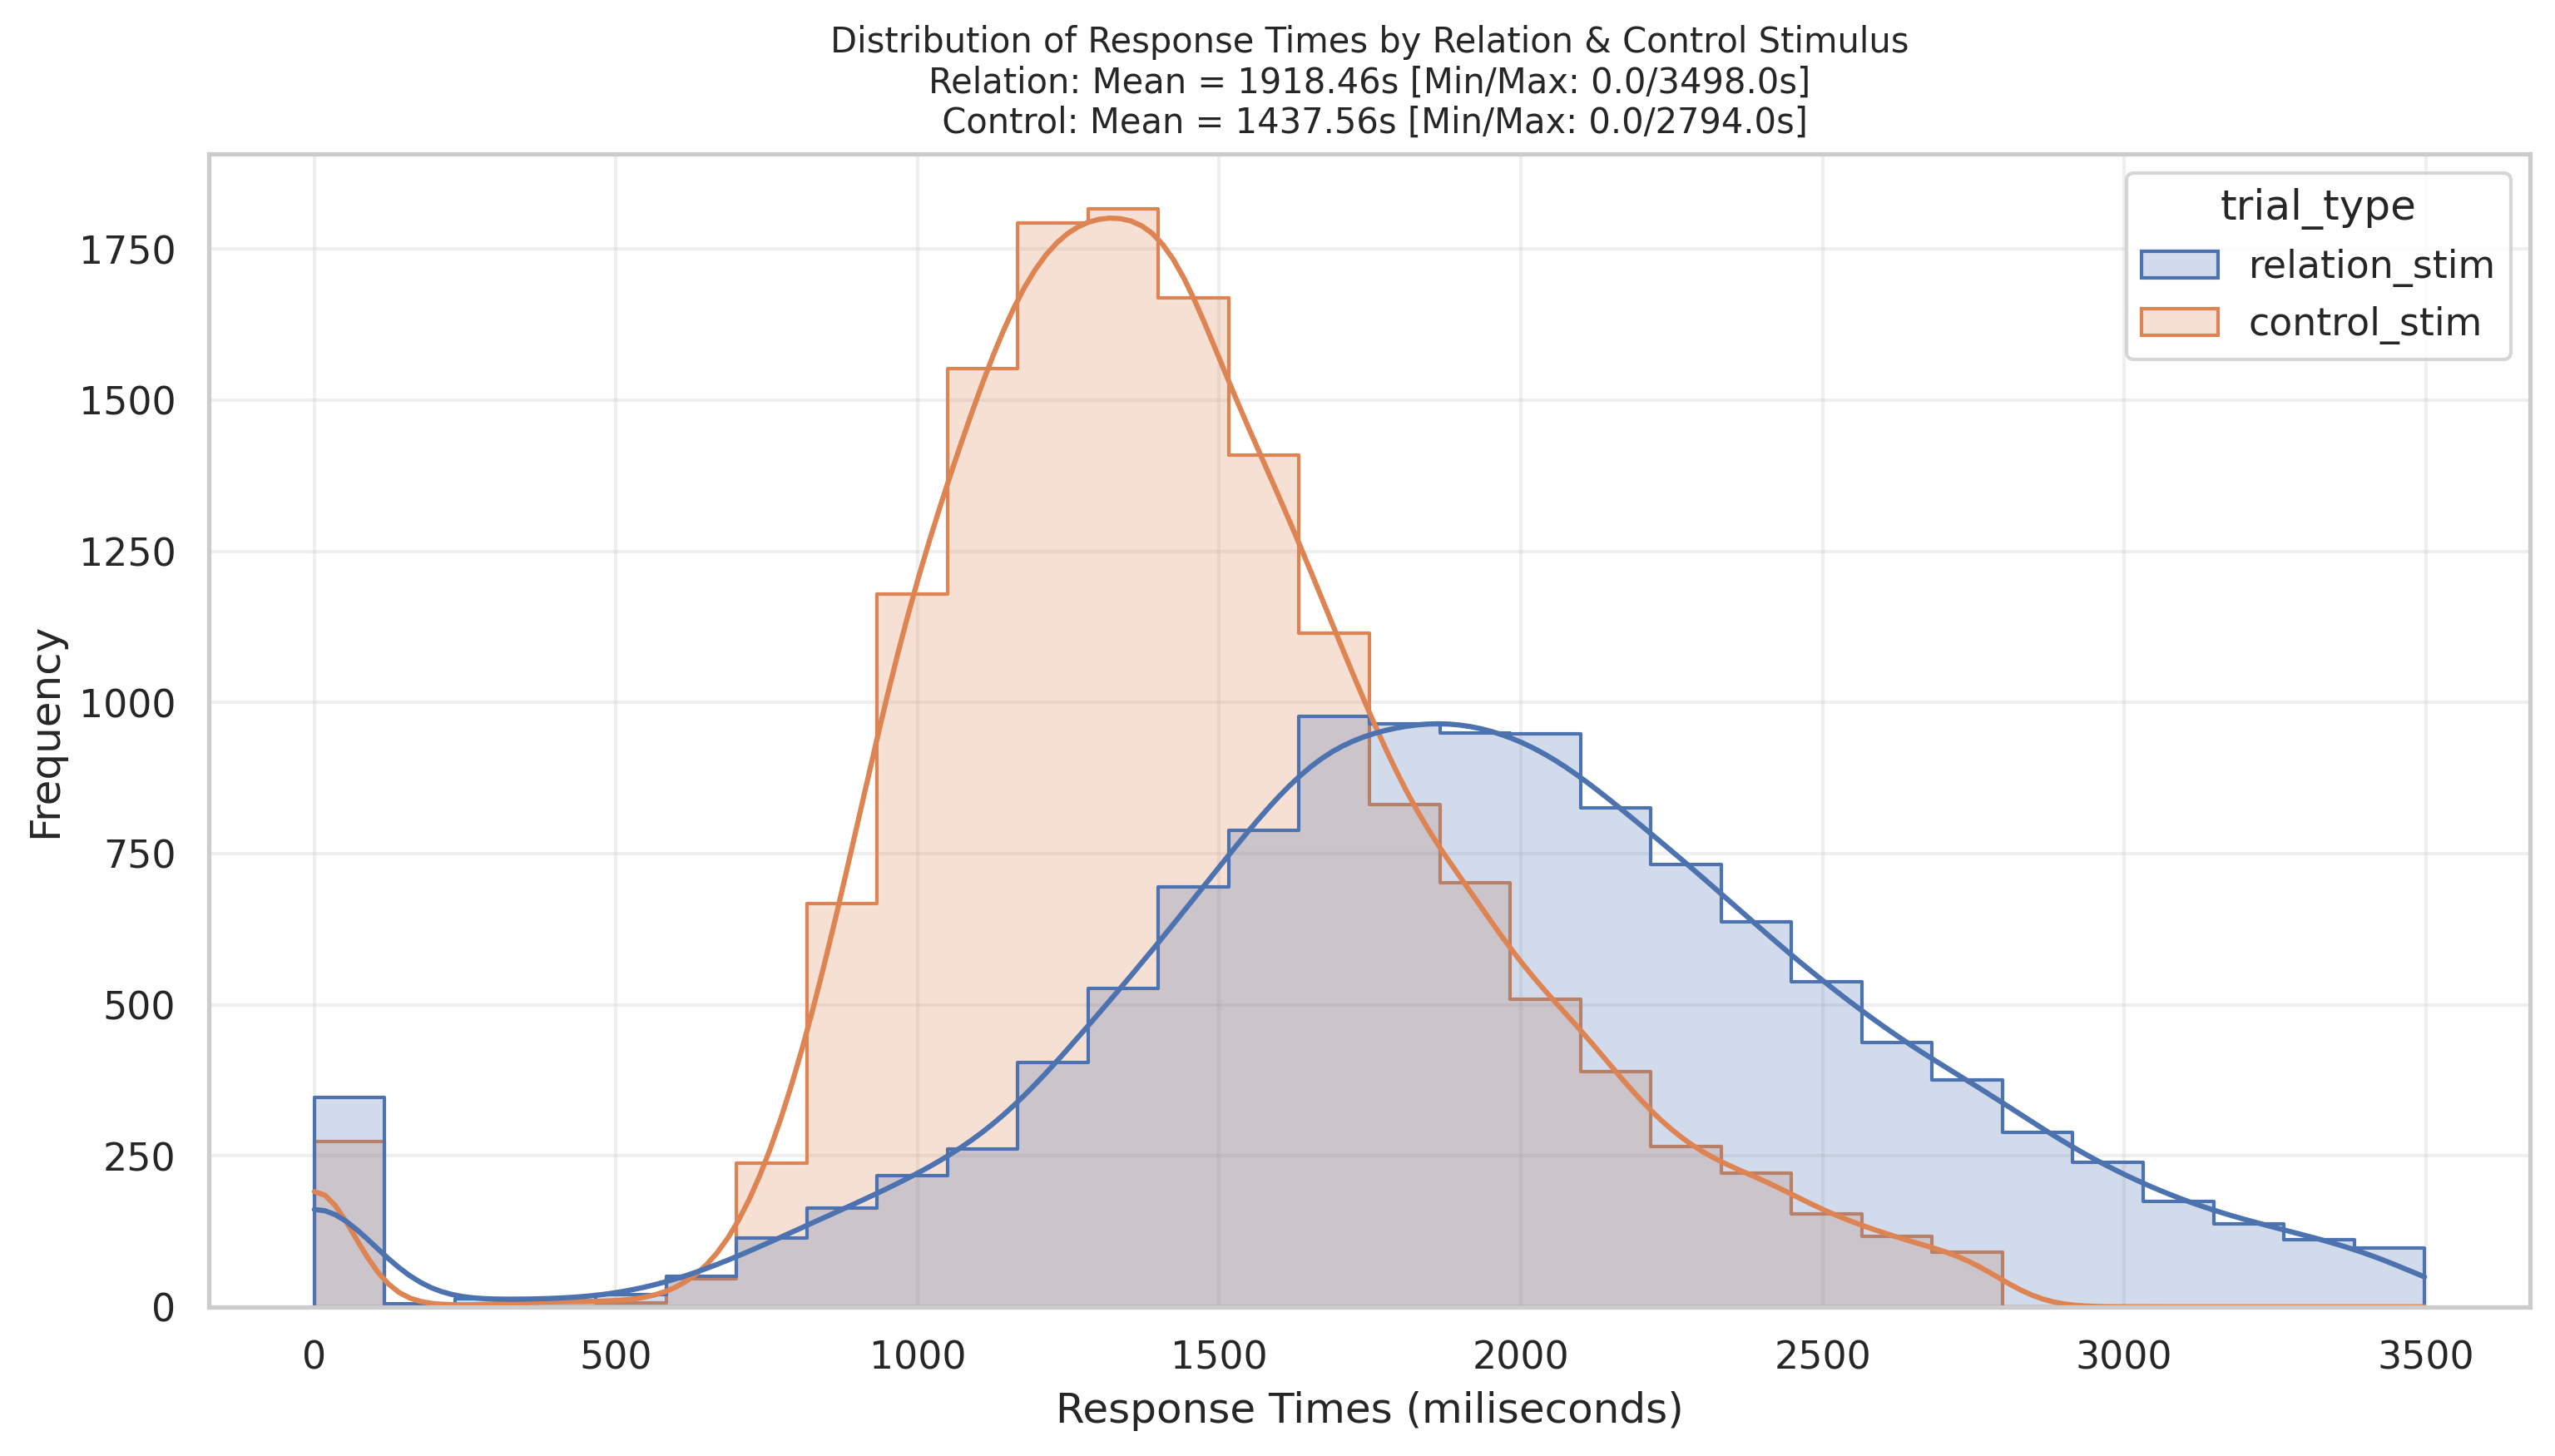 Distribution of Response Times by Relation & Control Stimulus
Relation: Mean = 1918.46s [Min/Max: 0.0/3498.0s]
Control: Mean = 1437.56s [Min/Max: 0.0/2794.0s]
trial_type
relation_stim
control_stim
Frequency
1750
1500
1250
1000
750
500
250
0
0 500 1000 1500 2000 2500 3000 3500
Response Times (miliseconds)